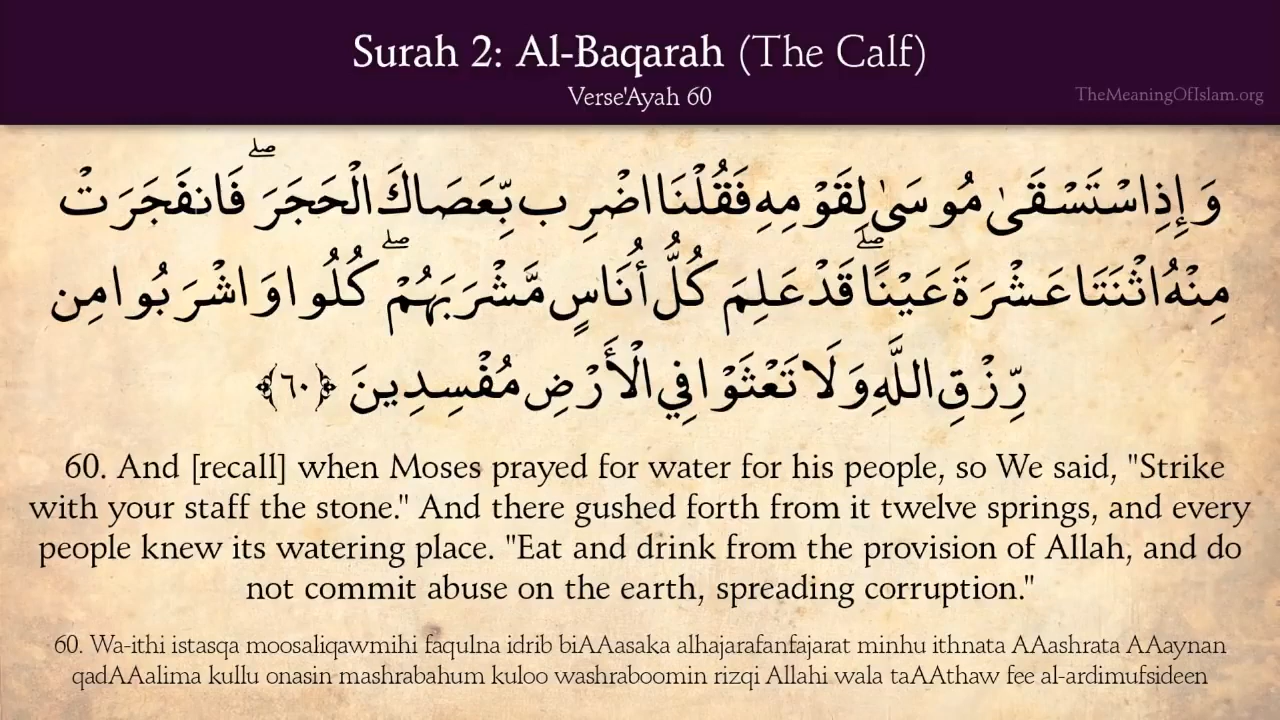 Surah 2: Al-Baqarah (The Calf)
Verse'Ayah 60
TheMeaningOfIslam.org
وَإِذِ اسْتَسْقَىٰ مُوسَىٰ لِقَوْمِهِ فَقُلْنَا اضْرِب بِّعَصَاكَ الْحَجَرَ ۖ فَانفَجَرَتْ
مِنْهُ اثْنَتَا عَشْرَةَ عَيْنًا ۖ قَدْ عَلِمَ كُلُّ أُنَاسٍ مَّشْرَبَهُمْ ۖ كُلُوا وَاشْرَبُوا مِن
رِّزْقِ اللَّهِ وَلَا تَعْثَوْا فِي الْأَرْضِ مُفْسِدِينَ ﴿٦٠﴾
60. And [recall] when Moses prayed for water for his people, so We said, "Strike
with your staff the stone." And there gushed forth from it twelve springs, and every
people knew its watering place. "Eat and drink from the provision of Allah, and do
not commit abuse on the earth, spreading corruption."
60. Wa-ithi istasqa moosaliqawmihi faqulna idrib biAAasaka alhajarafanfajarat minhu ithnata AAashrata AAaynan
qadAAalima kullu onasin mashrabahum kuloo washraboomin rizqi Allahi wala taAAthaw fee al-ardimufsideen